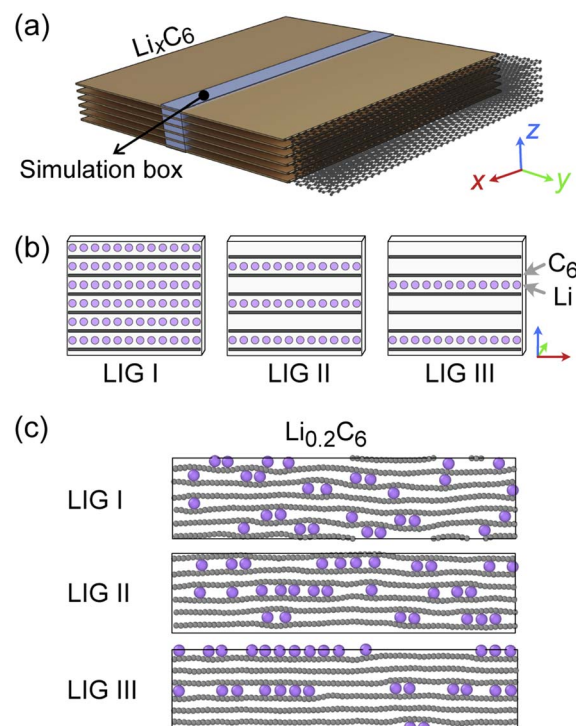 (a)
LiₓC6
Simulation box
z
x
y
(b)
C₆
Li
LIG I
LIG II
LIG III
(c)
Li₀.₂C₆
LIG I
LIG II
LIG III